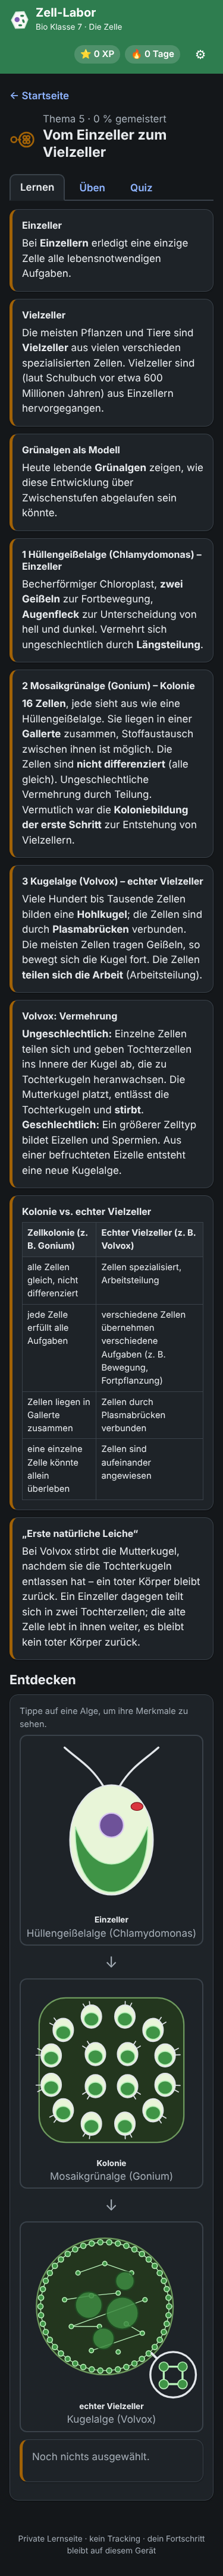 Zell-Labor
Bio Klasse 7 · Die Zelle
⭐ 0 XP
🔥 0 Tage
← Startseite
Thema 5 · 0 % gemeistert
Vom Einzeller zum
Vielzeller
Lernen
Üben
Quiz
Einzeller
Bei Einzellern erledigt eine einzige
Zelle alle lebensnotwendigen
Aufgaben.
Vielzeller
Die meisten Pflanzen und Tiere sind
Vielzeller aus vielen verschieden
spezialisierten Zellen. Vielzeller sind
(laut Schulbuch vor etwa 600
Millionen Jahren) aus Einzellern
hervorgegangen.
Grünalgen als Modell
Heute lebende Grünalgen zeigen, wie
diese Entwicklung über
Zwischenstufen abgelaufen sein
könnte.
1 Hüllengeißelalge (Chlamydomonas) –
Einzeller
Becherförmiger Chloroplast, zwei
Geißeln zur Fortbewegung,
Augenfleck zur Unterscheidung von
hell und dunkel. Vermehrt sich
ungeschlechtlich durch Längsteilung.
2 Mosaikgrünalge (Gonium) – Kolonie
16 Zellen, jede sieht aus wie eine
Hüllengeißelalge. Sie liegen in einer
Gallerte zusammen, Stoffaustausch
zwischen ihnen ist möglich. Die
Zellen sind nicht differenziert (alle
gleich). Ungeschlechtliche
Vermehrung durch Teilung.
Vermutlich war die Koloniebildung
der erste Schritt zur Entstehung von
Vielzellern.
3 Kugelalge (Volvox) – echter Vielzeller
Viele Hundert bis Tausende Zellen
bilden eine Hohlkugel; die Zellen sind
durch Plasmabrücken verbunden.
Die meisten Zellen tragen Geißeln, so
bewegt sich die Kugel fort. Die Zellen
teilen sich die Arbeit (Arbeitsteilung).
Volvox: Vermehrung
Ungeschlechtlich: Einzelne Zellen
teilen sich und geben Tochterzellen
ins Innere der Kugel ab, die zu
Tochterkugeln heranwachsen. Die
Mutterkugel platzt, entlässt die
Tochterkugeln und stirbt.
Geschlechtlich: Ein größerer Zelltyp
bildet Eizellen und Spermien. Aus
einer befruchteten Eizelle entsteht
eine neue Kugelalge.
Kolonie vs. echter Vielzeller
Zellkolonie (z.
B. Gonium)
Echter Vielzeller (z. B.
Volvox)
alle Zellen
gleich, nicht
differenziert
Zellen spezialisiert,
Arbeitsteilung
jede Zelle
erfüllt alle
Aufgaben
verschiedene Zellen
übernehmen
verschiedene
Aufgaben (z. B.
Bewegung,
Fortpflanzung)
Zellen liegen in
Gallerte
zusammen
Zellen durch
Plasmabrücken
verbunden
eine einzelne
Zelle könnte
allein
überleben
Zellen sind
aufeinander
angewiesen
„Erste natürliche Leiche“
Bei Volvox stirbt die Mutterkugel,
nachdem sie die Tochterkugeln
entlassen hat – ein toter Körper bleibt
zurück. Ein Einzeller dagegen teilt
sich in zwei Tochterzellen; die alte
Zelle lebt in ihnen weiter, es bleibt
kein toter Körper zurück.
Entdecken
Tippe auf eine Alge, um ihre Merkmale zu
sehen.
Einzeller
Hüllengeißelalge (Chlamydomonas)
↓
Kolonie
Mosaikgrünalge (Gonium)
↓
echter Vielzeller
Kugelalge (Volvox)
Noch nichts ausgewählt.
Private Lernseite · kein Tracking · dein Fortschritt
bleibt auf diesem Gerät